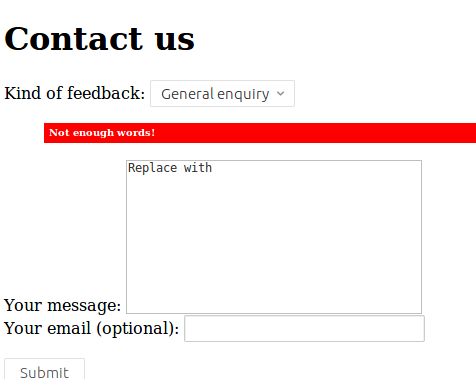 Contact us
Kind of feedback: General enquiry
Not enough words!
Replace with
Your message:
Your email (optional):
Submit